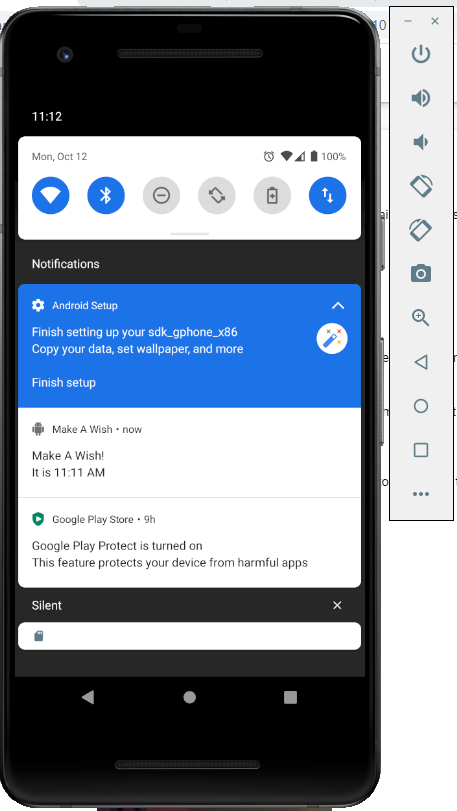 11:12
Mon, Oct 12
100%
Notifications
Android Setup
Finish setting up your sdk_gphone_x86
Copy your data, set wallpaper, and more
Finish setup
Make A Wish • now
Make A Wish!
It is 11:11 AM
Google Play Store • 9h
Google Play Protect is turned on
This feature protects your device from harmful apps
Silent